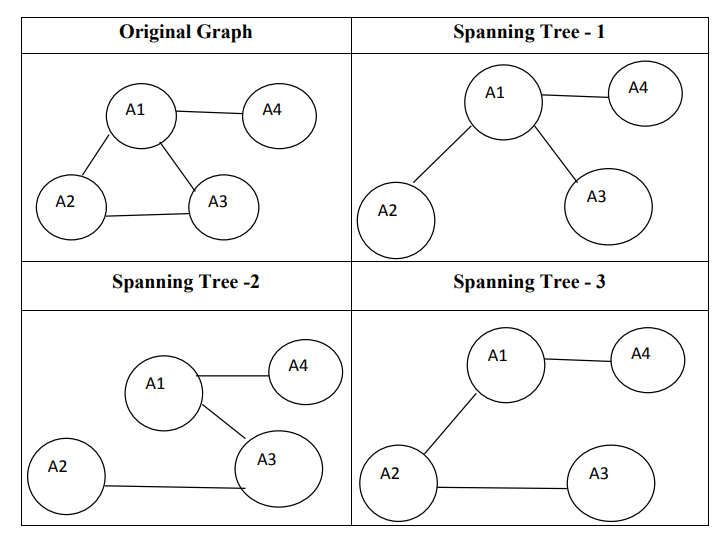 Original Graph
Spanning Tree - 1
A1
A4
A2
A3
A1
A4
A2
A3
Spanning Tree -2
Spanning Tree - 3
A1
A4
A2
A3
A1
A4
A2
A3